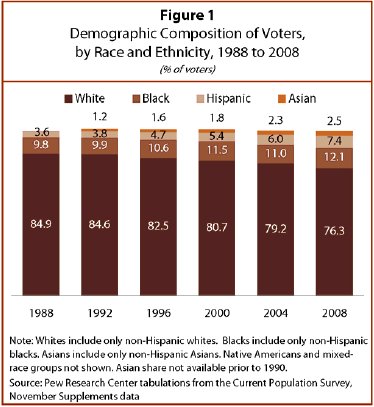 Figure 1
Demographic Composition of Voters,
by Race and Ethnicity, 1988 to 2008
(% of voters)
White Black Hispanic Asian
1.2 1.6 1.8 2.3 2.5
3.6 3.8 4.7 5.4 6.0 7.4
9.8 9.9 10.6 11.5 11.0 12.1
84.9 84.6 82.5 80.7 79.2 76.3
1988 1992 1996 2000 2004 2008
Note: Whites include only non-Hispanic whites. Blacks include only non-Hispanic
blacks. Asians include only non-Hispanic Asians. Native Americans and mixed-
race groups not shown. Asian share not available prior to 1990.
Source: Pew Research Center tabulations from the Current Population Survey,
November Supplements data